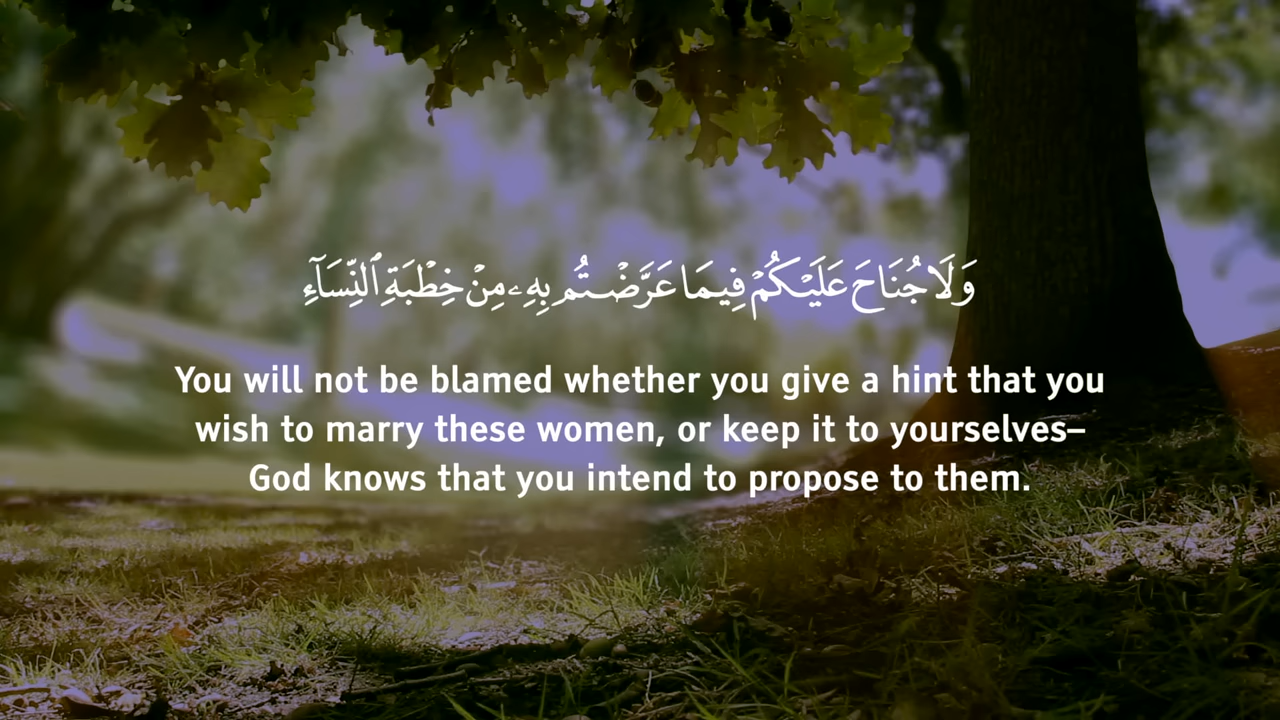 وَلَا جُنَاحَ عَلَيْكُمْ فِيمَا عَرَّضْتُم بِهِۦ مِنْ خِطْبَةِ ٱلنِّسَآءِ
You will not be blamed whether you give a hint that you
wish to marry these women, or keep it to yourselves–
God knows that you intend to propose to them.